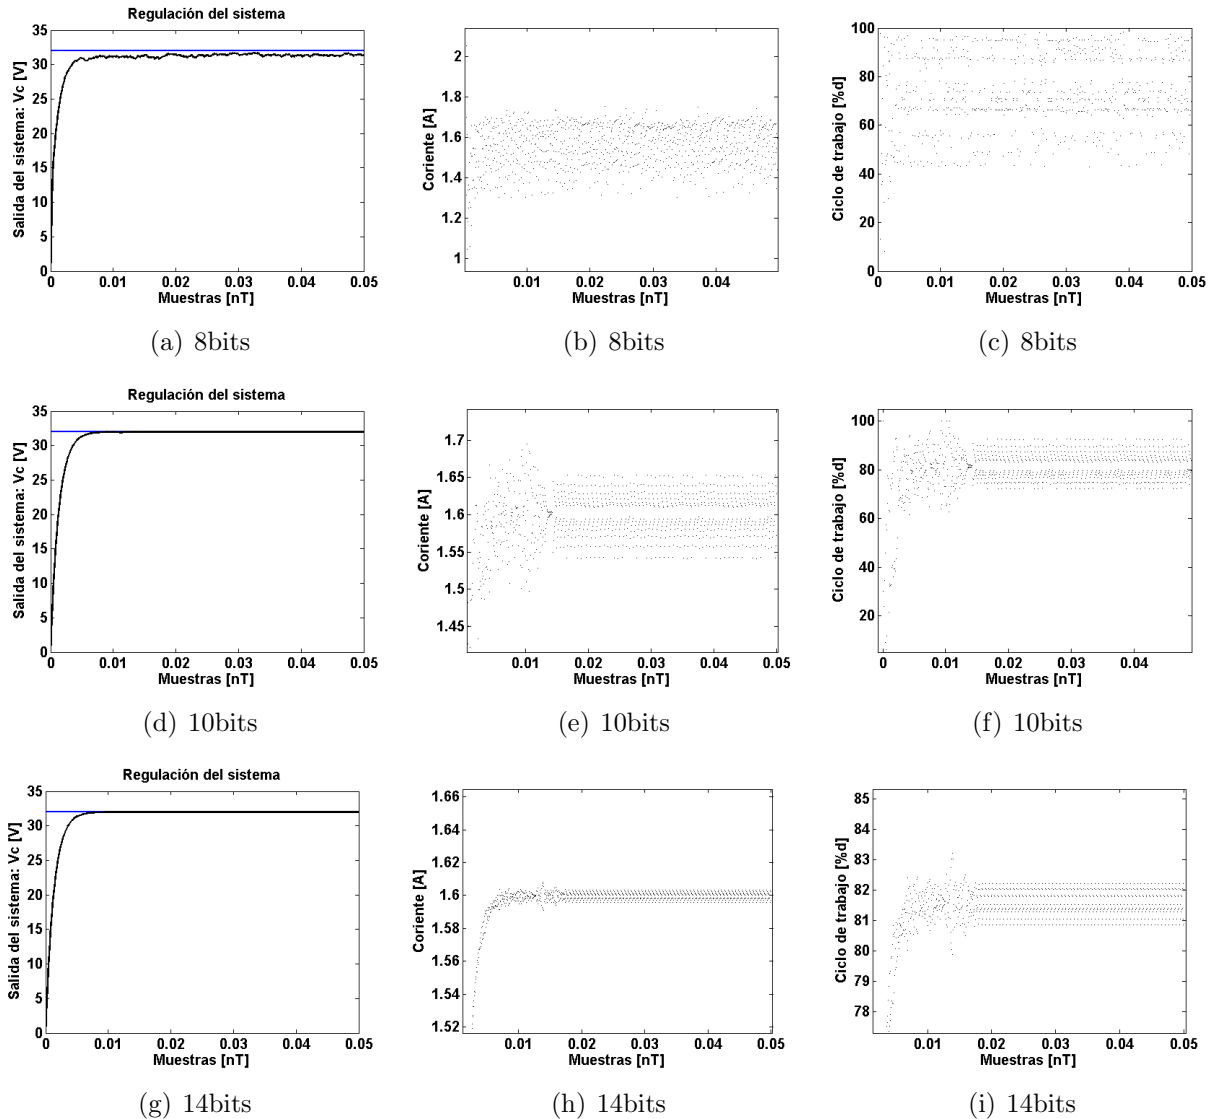 Regulación del sistema
35
30
25
20
15
10
5
0
Salida del sistema: Vc [V]
0 0.01 0.02 0.03 0.04 0.05
Muestras [nT]
(a) 8bits
2
1.8
1.6
1.4
1.2
1
Coriente [A]
0.01 0.02 0.03 0.04
Muestras [nT]
(b) 8bits
100
80
60
40
20
0
Ciclo de trabajo [%d]
0 0.01 0.02 0.03 0.04 0.05
Muestras [nT]
(c) 8bits
Regulación del sistema
35
30
25
20
15
10
5
0
Salida del sistema: Vc [V]
0 0.01 0.02 0.03 0.04 0.05
Muestras [nT]
(d) 10bits
1.7
1.65
1.6
1.55
1.5
1.45
Coriente [A]
0.01 0.02 0.03 0.04 0.05
Muestras [nT]
(e) 10bits
100
80
60
40
20
Ciclo de trabajo [%d]
0 0.01 0.02 0.03 0.04
Muestras [nT]
(f) 10bits
Regulación del sistema
35
30
25
20
15
10
5
0
Salida del sistema: Vc [V]
0 0.01 0.02 0.03 0.04 0.05
Muestras [nT]
(g) 14bits
1.66
1.64
1.62
1.6
1.58
1.56
1.54
1.52
Coriente [A]
0.01 0.02 0.03 0.04 0.05
Muestras [nT]
(h) 14bits
85
84
83
82
81
80
79
78
Ciclo de trabajo [%d]
0.01 0.02 0.03 0.04 0.05
Muestras [nT]
(i) 14bits